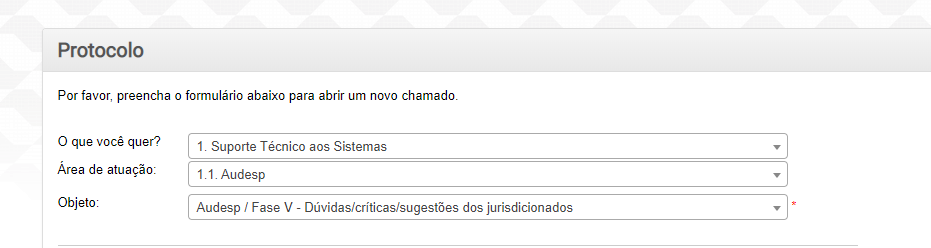 Protocolo
Por favor, preencha o formulário abaixo para abrir um novo chamado.
O que você quer? 1. Suporte Técnico aos Sistemas
Área de atuação: 1.1. Audesp
Objeto: Audesp / Fase V - Dúvidas/críticas/sugestões dos jurisdicionados *